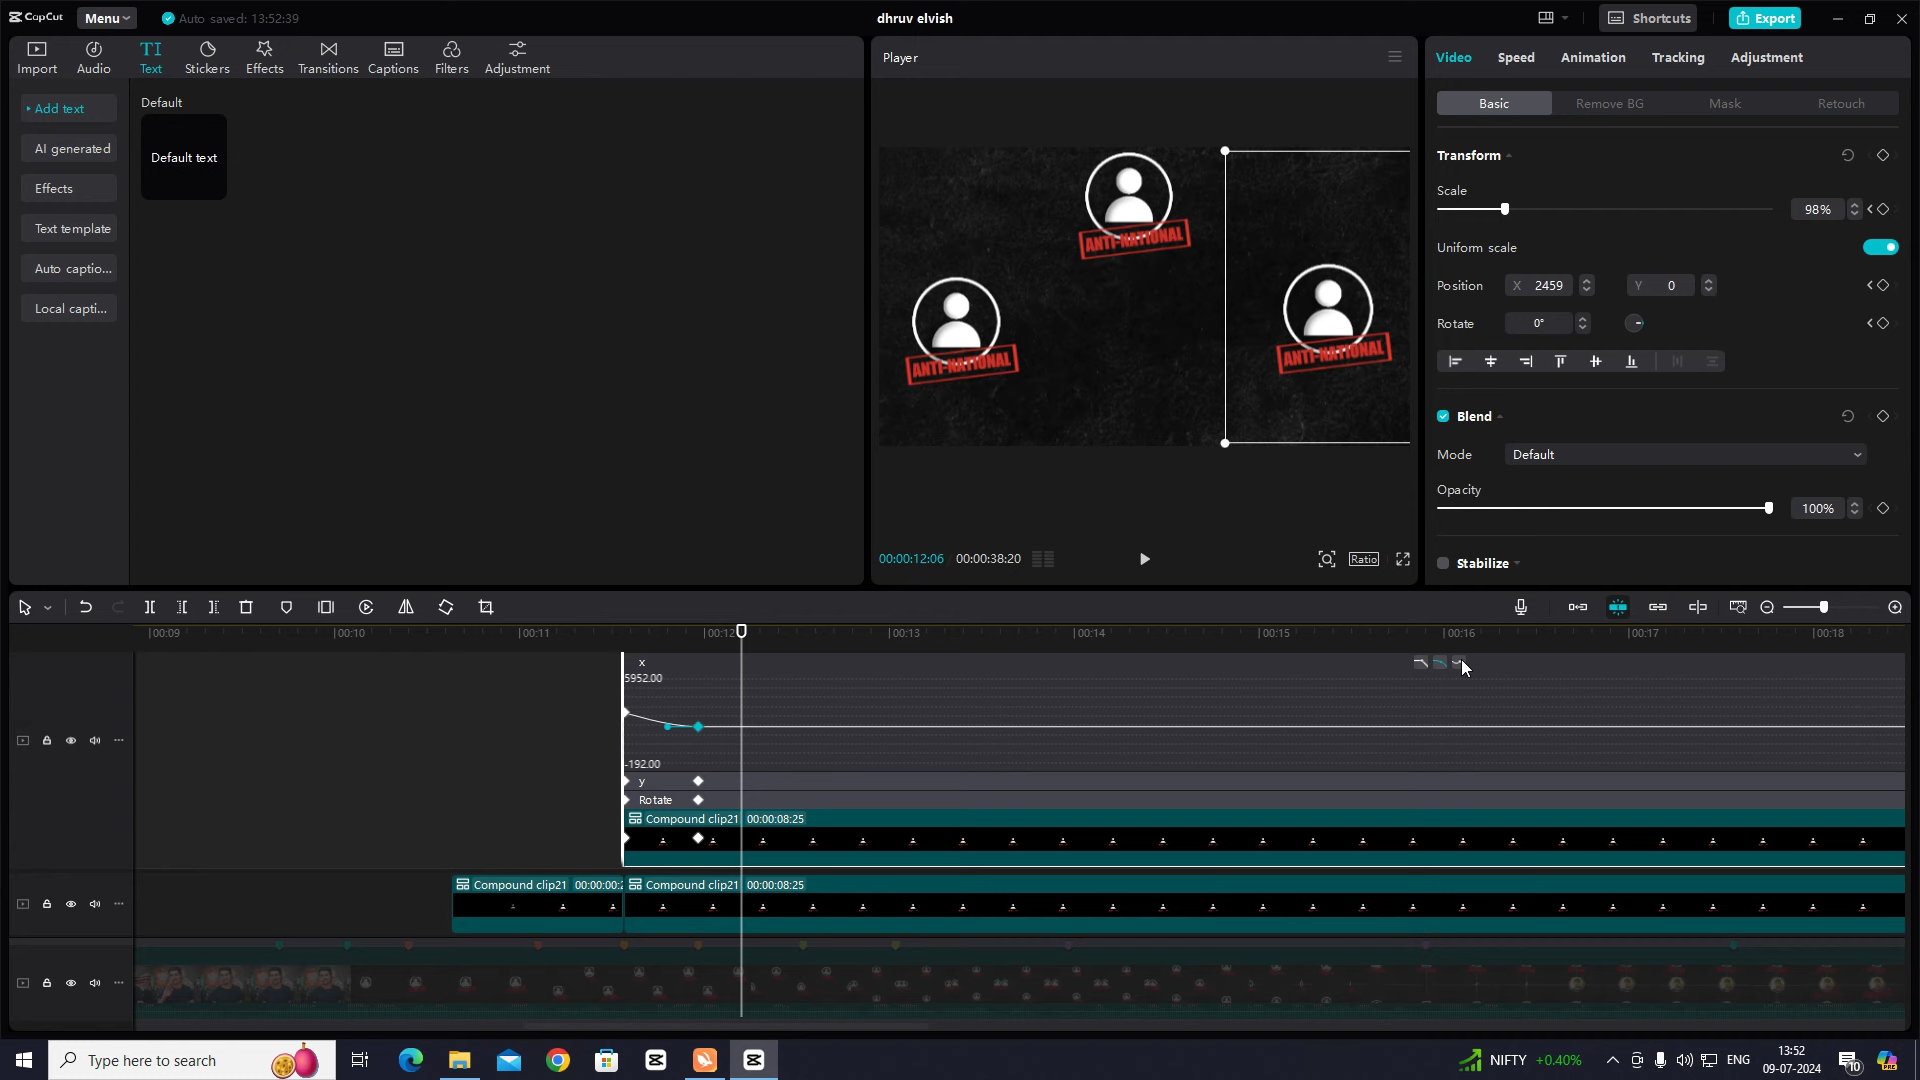 CapCut
Menu
Auto saved: 13:52:39
dhruv elvish
Shortcuts
Export
Import
Audio
TI
Text
Stickers
Effects
Transitions
Captions
Filters
Adjustment
Player
Video
Speed
Animation
Tracking
Adjustment
Add text
AI generated
Effects
Text template
Auto captio...
Local capti...
Default
Default text
ANTI-NATIONAL
ANTI-NATIONAL
ANTI-NATIONAL
00:00:12:06
00:00:38:20
Ratio
Basic
Remove BG
Mask
Retouch
Transform
Scale
98%
Uniform scale
Position
X 2459
Y 0
Rotate
0°
Blend
Mode
Default
Opacity
100%
Stabilize
00:09
00:10
00:11
00:12
00:13
00:14
00:15
00:16
00:17
00:18
x
5952.00
-192.00
y
Rotate
Compound clip21 00:00:08:25
Compound clip21 00:00:00:2
Compound clip21 00:00:08:25
Type here to search
NIFTY +0.40%
ENG
13:52
09-07-2024
10
PRE